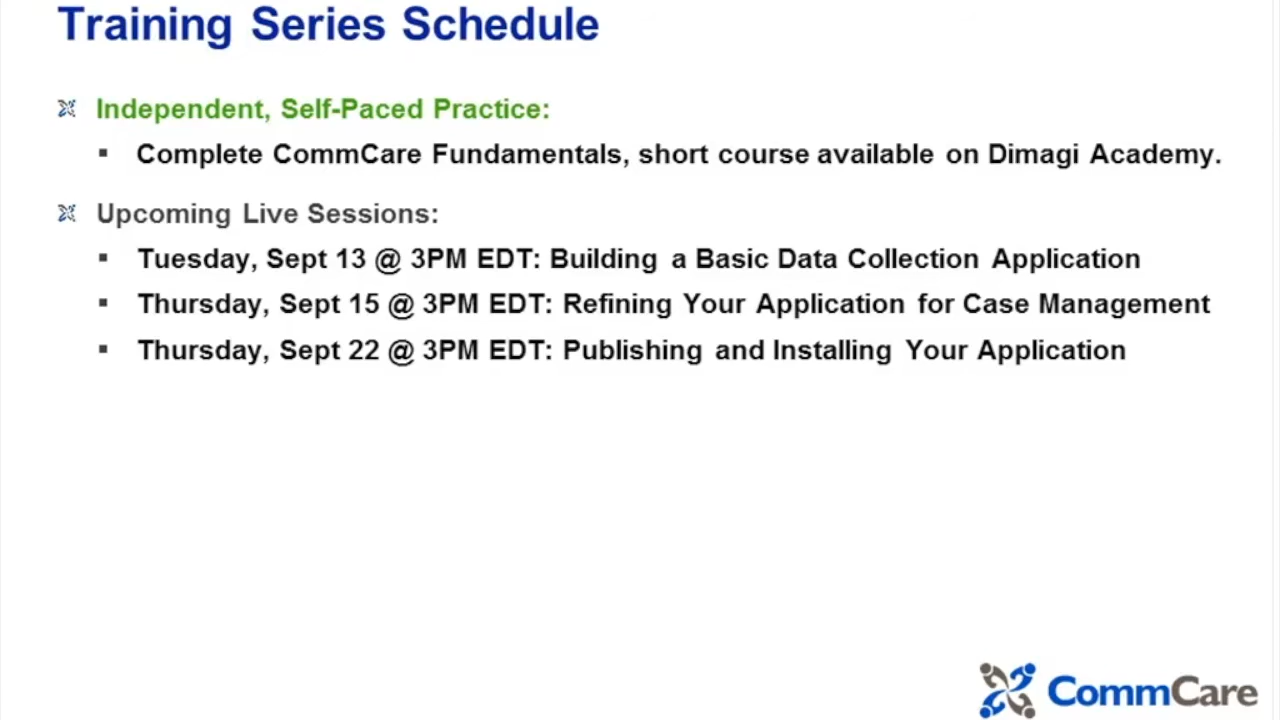 Training Series Schedule
Independent, Self-Paced Practice:
Complete CommCare Fundamentals, short course available on Dimagi Academy.
Upcoming Live Sessions:
Tuesday, Sept 13 @ 3PM EDT: Building a Basic Data Collection Application
Thursday, Sept 15 @ 3PM EDT: Refining Your Application for Case Management
Thursday, Sept 22 @ 3PM EDT: Publishing and Installing Your Application
CommCare